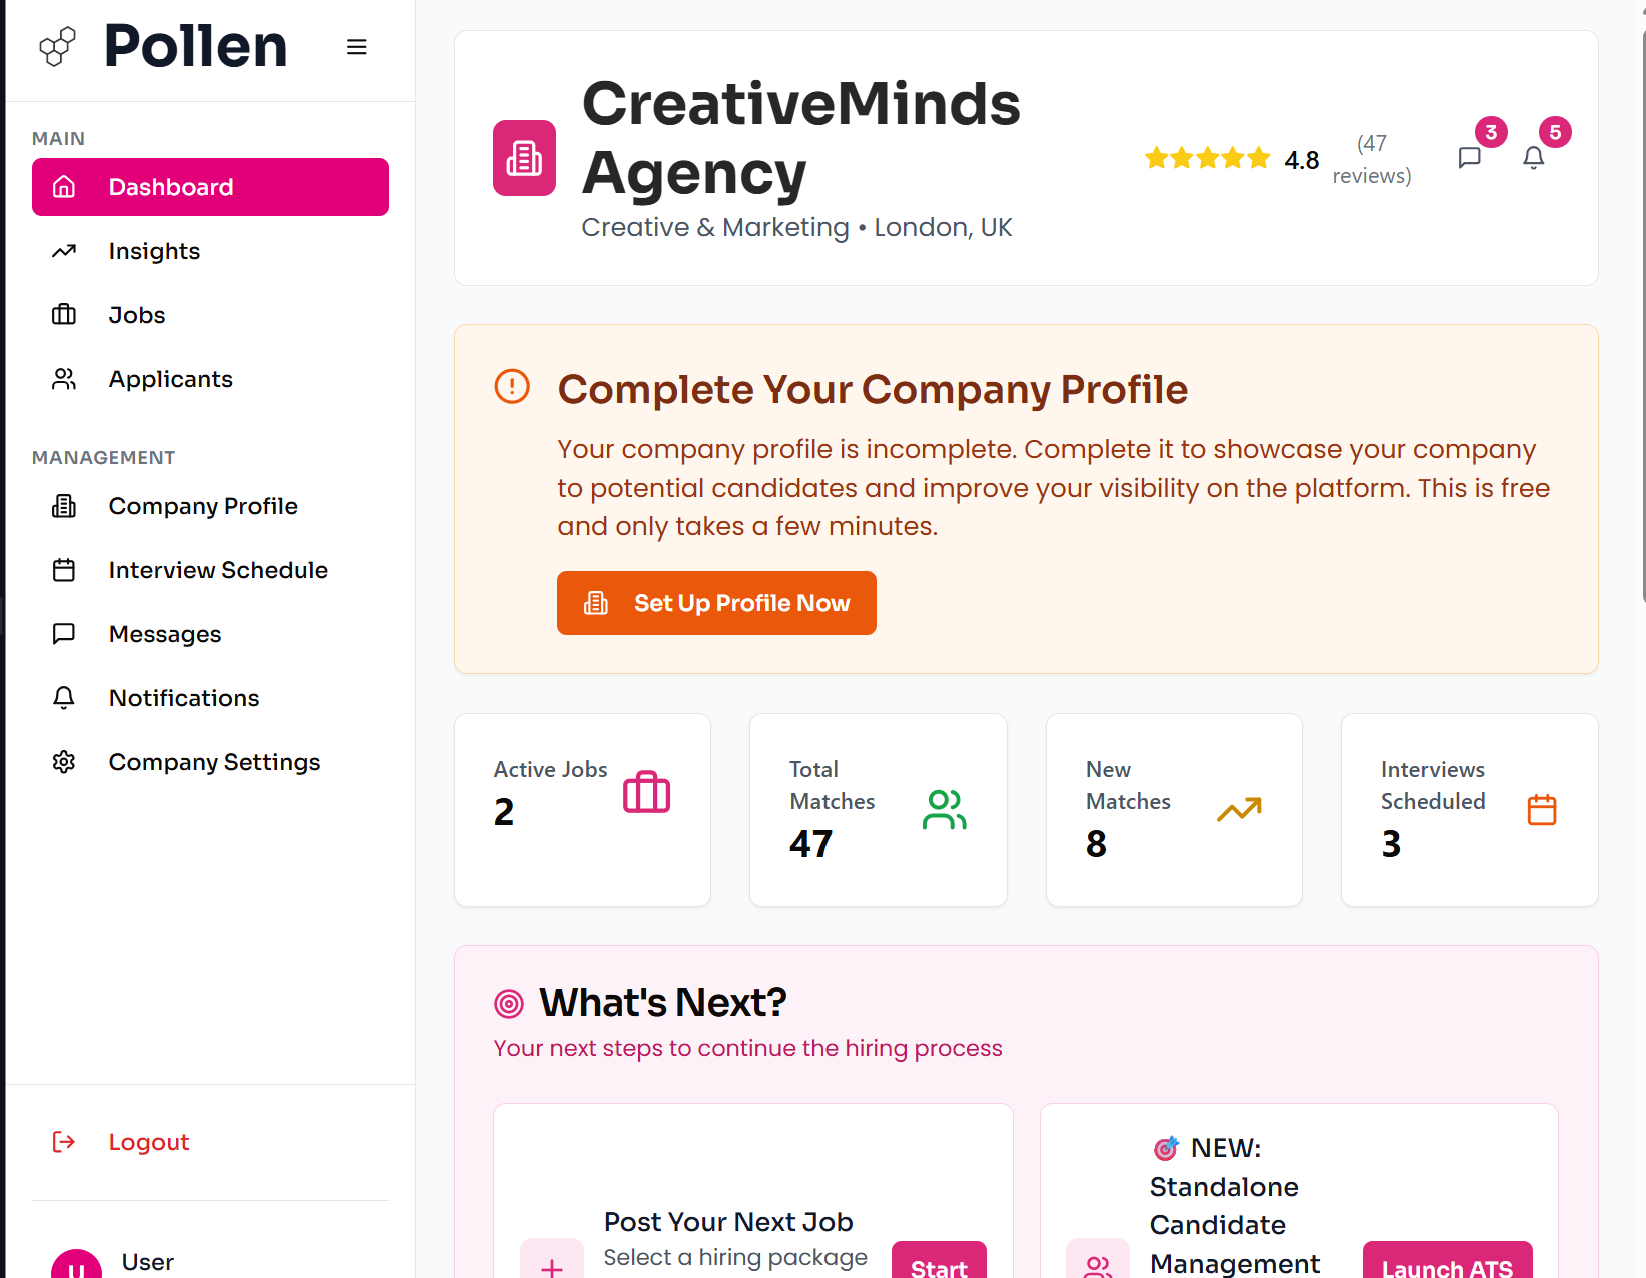 Pollen
MAIN
Dashboard
Insights
Jobs
Applicants
MANAGEMENT
Company Profile
Interview Schedule
Messages
Notifications
Company Settings
Logout
U
User
CreativeMinds
Agency
Creative & Marketing • London, UK
4.8
(47
reviews)
3
5
Complete Your Company Profile
Your company profile is incomplete. Complete it to showcase your company
to potential candidates and improve your visibility on the platform. This is free
and only takes a few minutes.
Set Up Profile Now
Active Jobs
2
Total
Matches
47
New
Matches
8
Interviews
Scheduled
3
What's Next?
Your next steps to continue the hiring process
Post Your Next Job
Select a hiring package
Start
🎯 NEW:
Standalone
Candidate
Management
Launch ATS